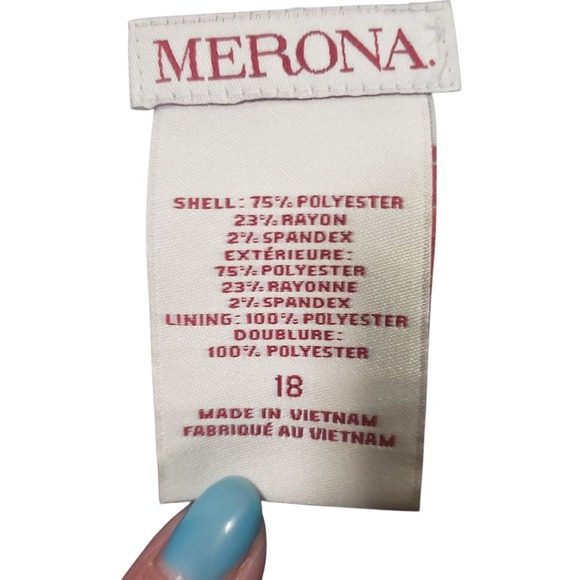 MERONA.
SHELL: 75% POLYESTER
23% RAYON
2% SPANDEX
EXTÉRIEURE:
75% POLYESTER
23% RAYONNE
2% SPANDEX
LINING: 100% POLYESTER
DOUBLURE:
100% POLYESTER
18
MADE IN VIETNAM
FABRIQUÉ AU VIETNAM